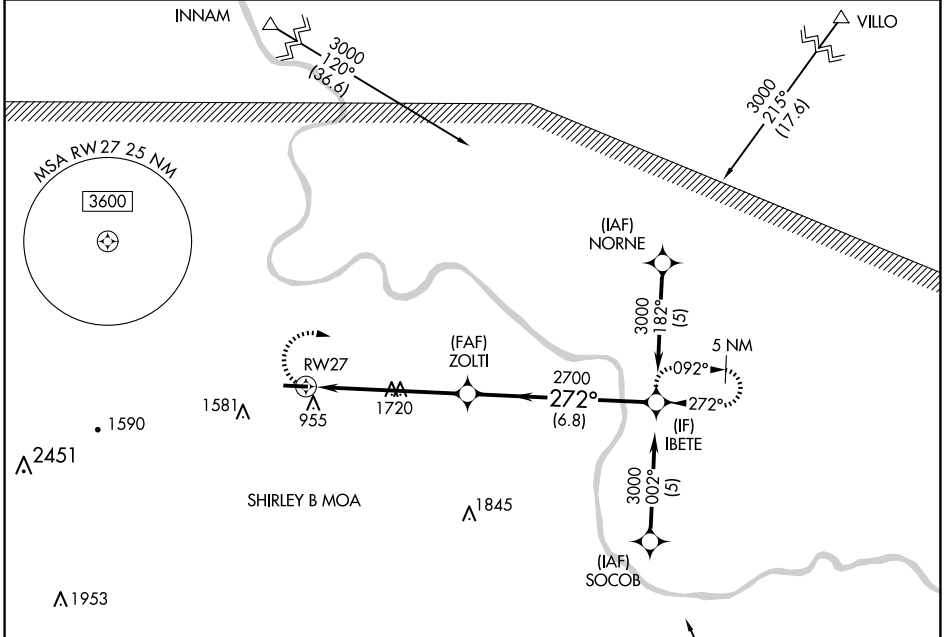 INNAM
3000
120°
(36.6)
VILLO
3000
215°
(17.6)
MSA RW27 25 NM
3600
(IAF)
NORNE
3000
182°
(5)
5 NM
092°
272°
(IF)
IBETE
(FAF)
ZOLTI
2700
272°
(6.8)
RW27
1720
955
1581
1590
2451
SHIRLEY B MOA
1845
3000
002°
(5)
(IAF)
SOCOB
1953